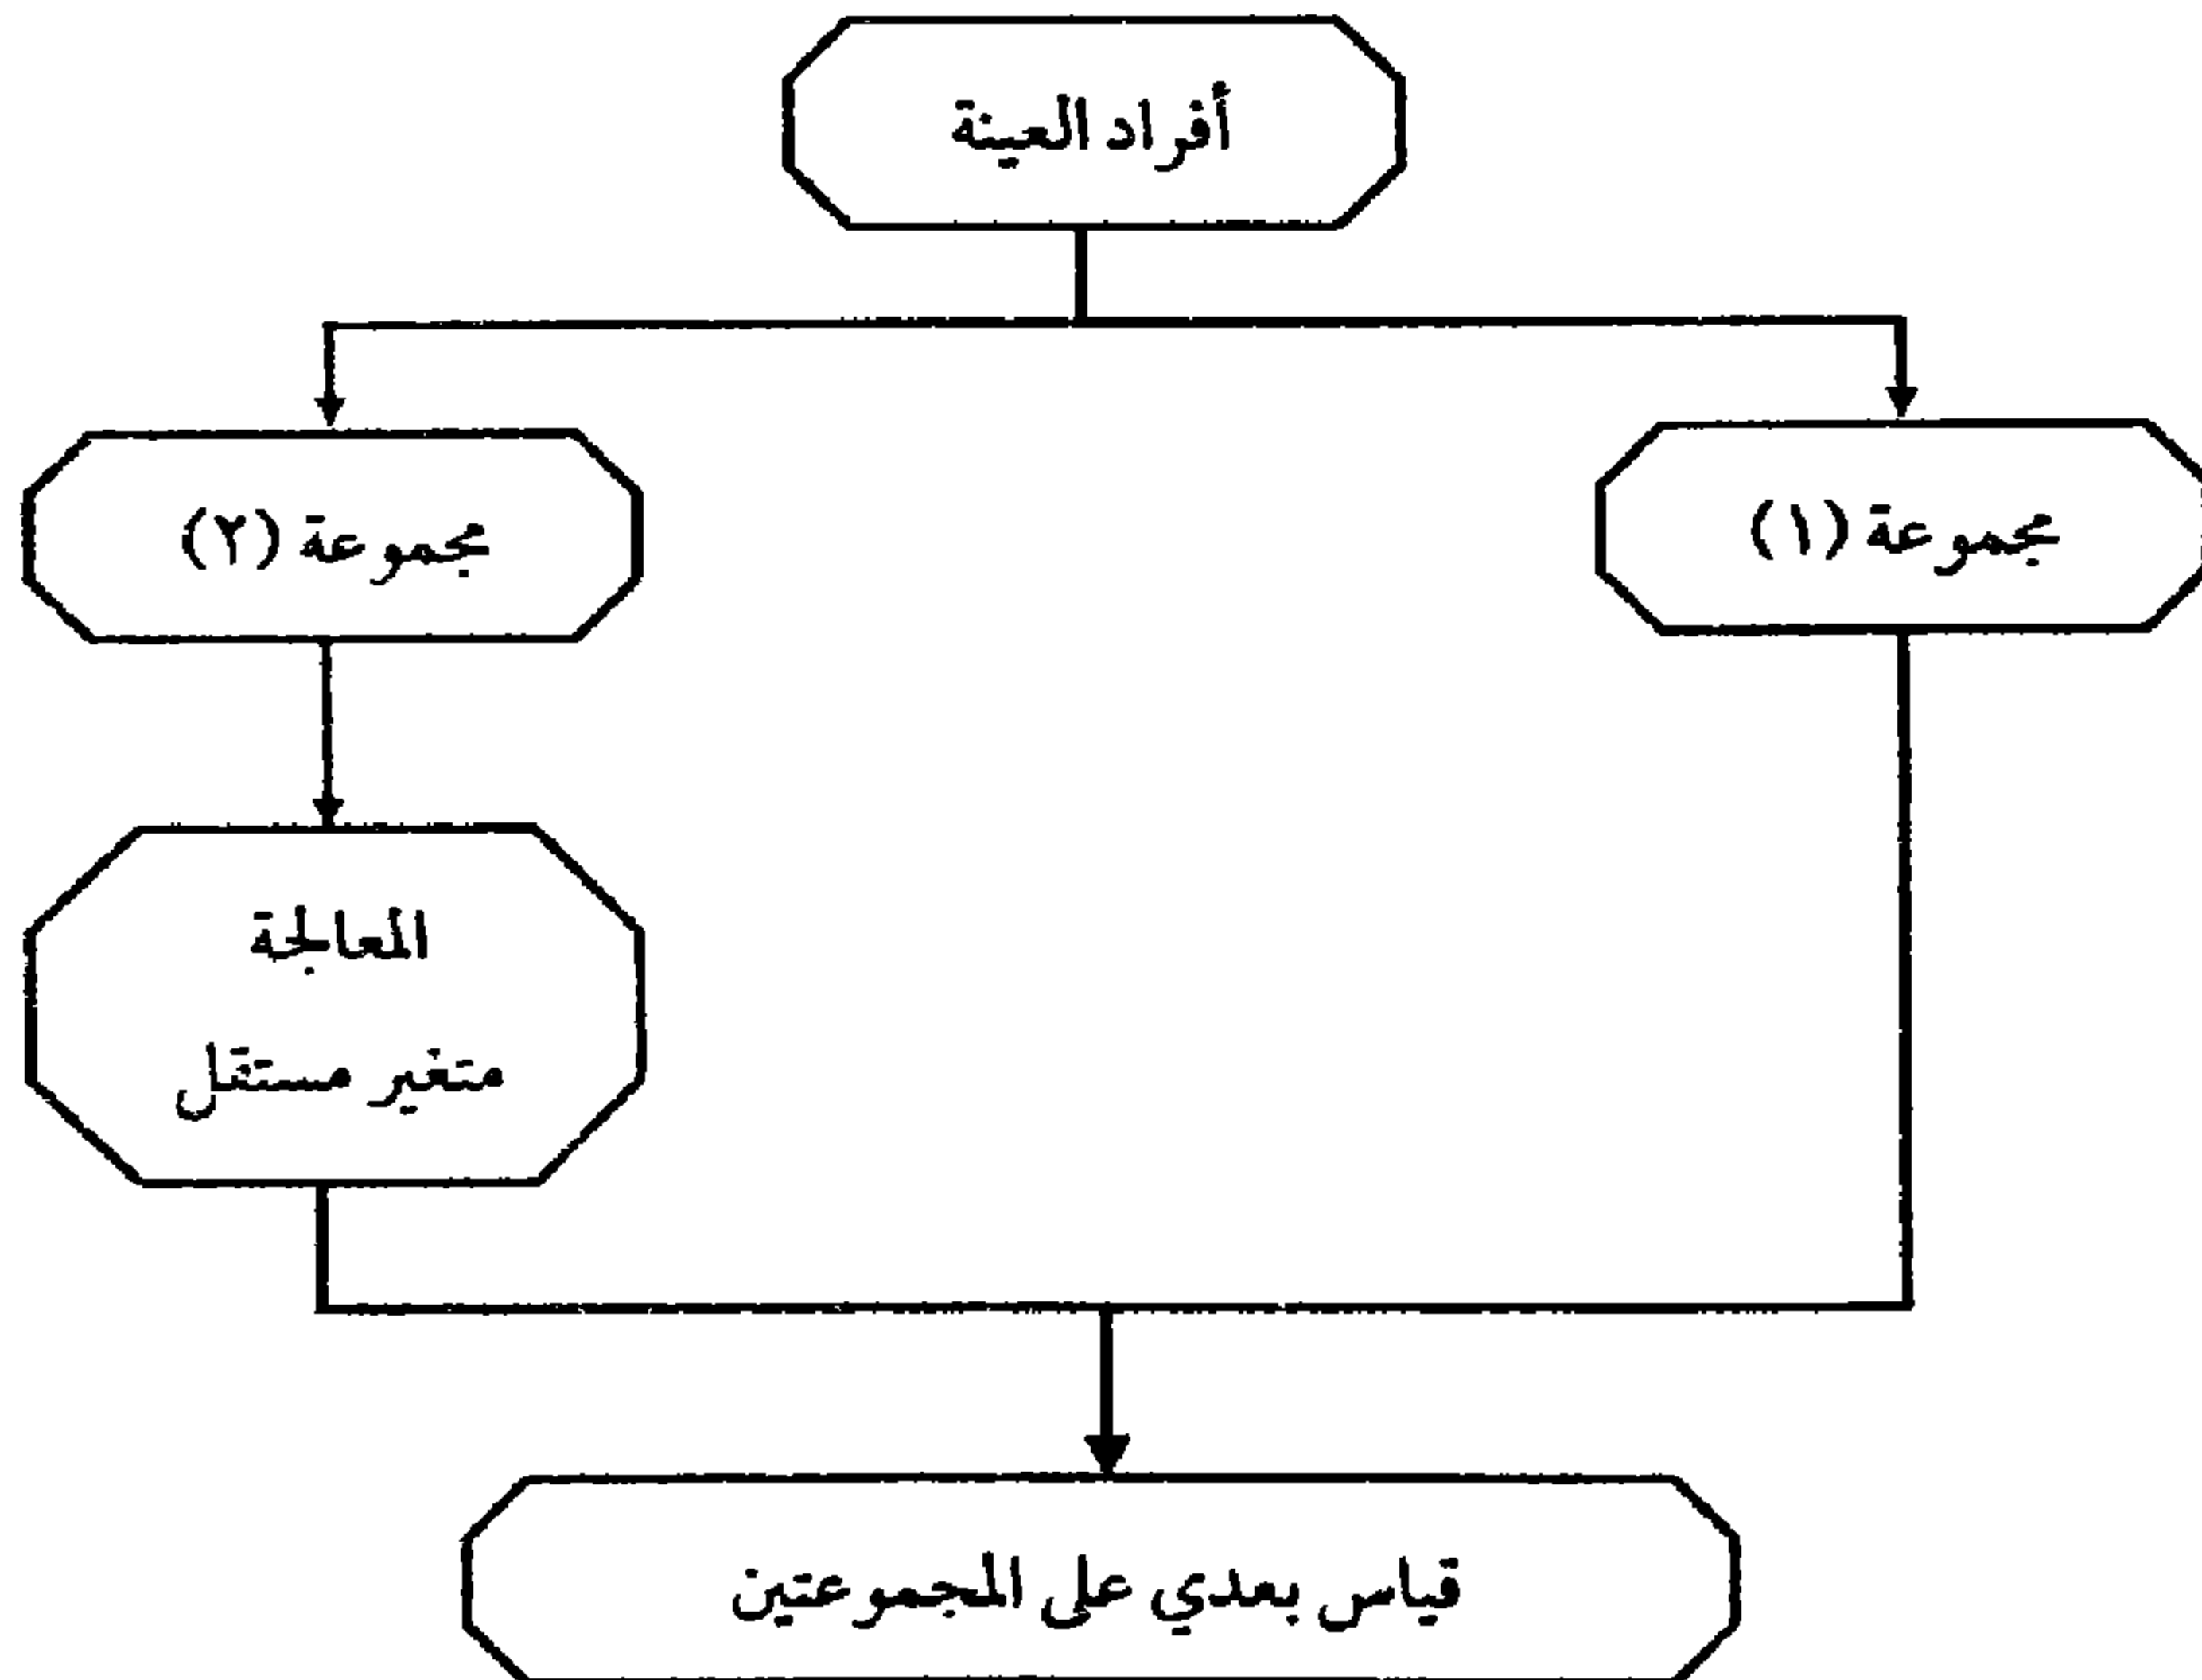 أفراد العينة
مجموعة (١)
مجموعة (٢)
المعالجة
متغير مستقل
قياس بعدي على المجموعتين